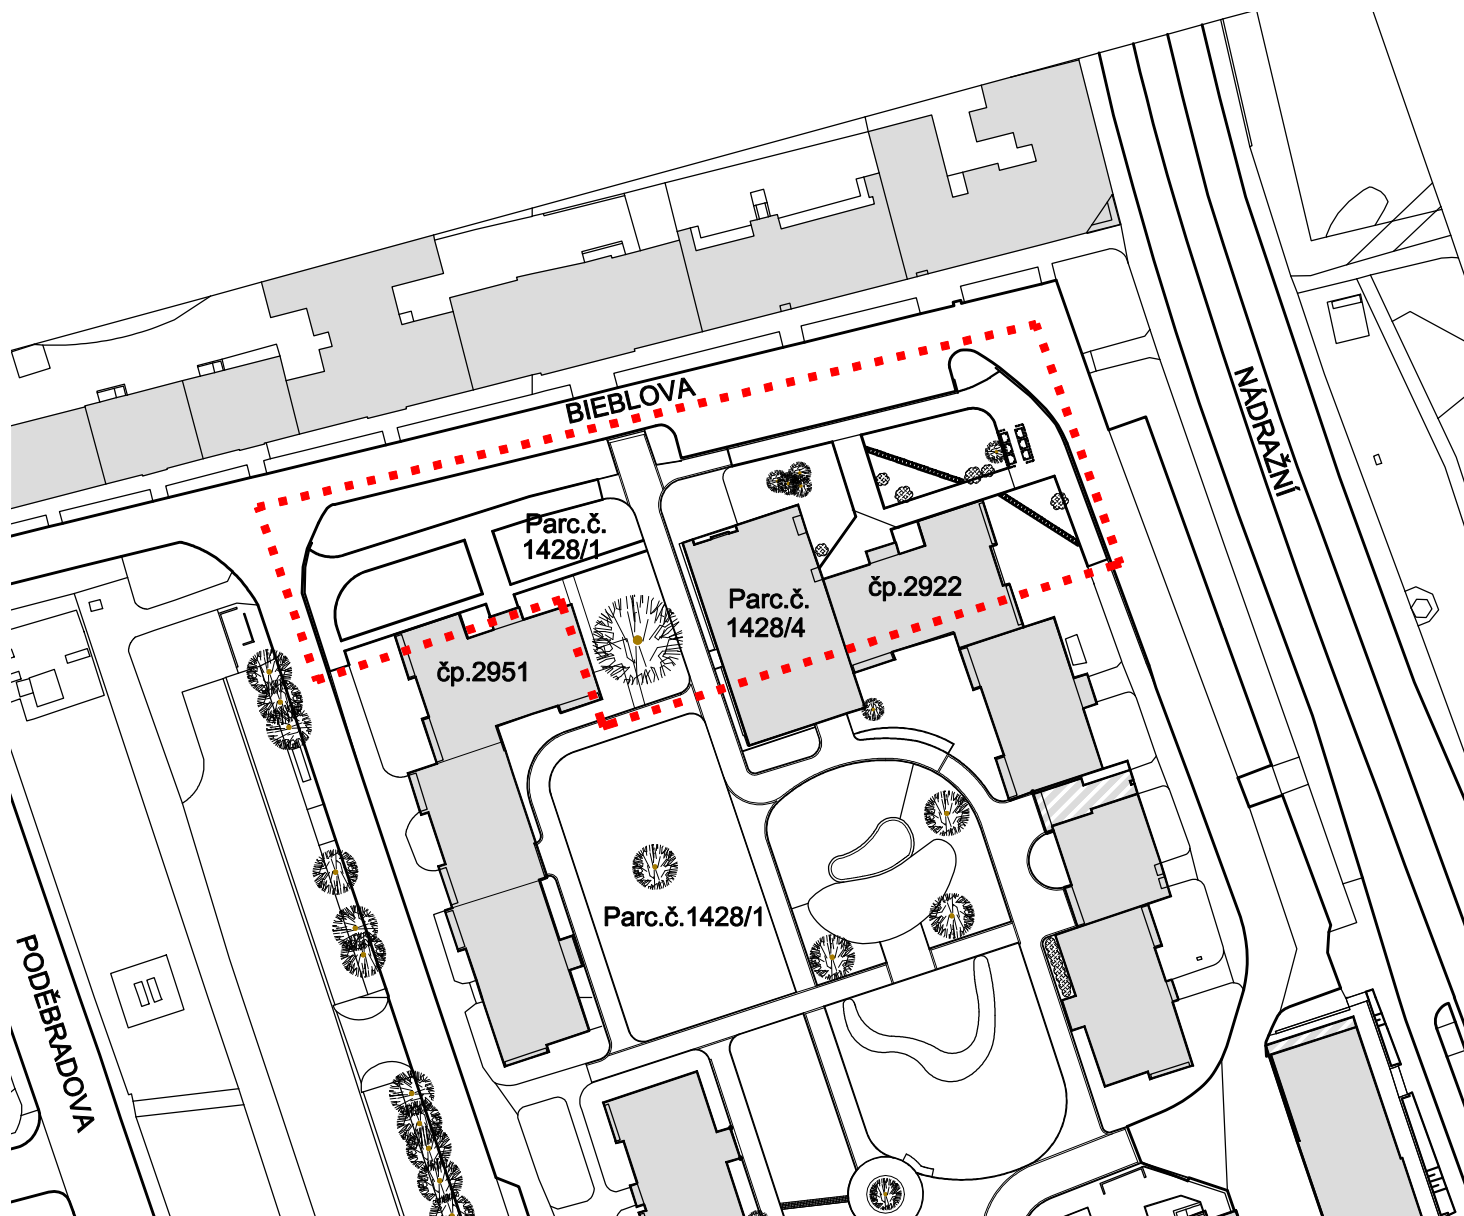 BIEBLOVA
NÁDRAŽNÍ
Parc.č.
1428/1
čp.2922
Parc.č.
1428/4
čp.2951
Parc.č.1428/1
PODĚBRADOVA